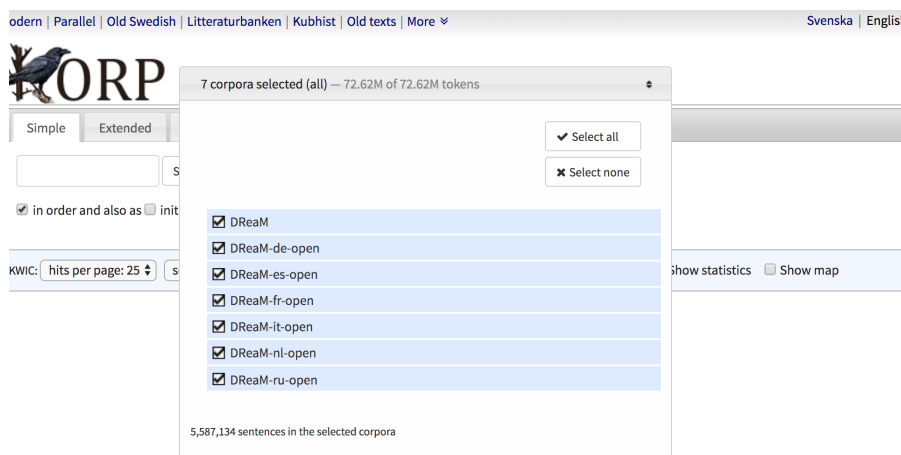 odern | Parallel | Old Swedish | Litteraturbanken | Kubhist | Old texts | More
Svenska | Englis
KORP
7 corpora selected (all) — 72.62M of 72.62M tokens
Simple
Extended
Select all
Select none
S
in order and also as
init
DReaM
DReaM-de-open
DReaM-es-open
DReaM-fr-open
DReaM-it-open
DReaM-nl-open
DReaM-ru-open
KWIC: hits per page: 25
s
Show statistics
Show map
5,587,134 sentences in the selected corpora